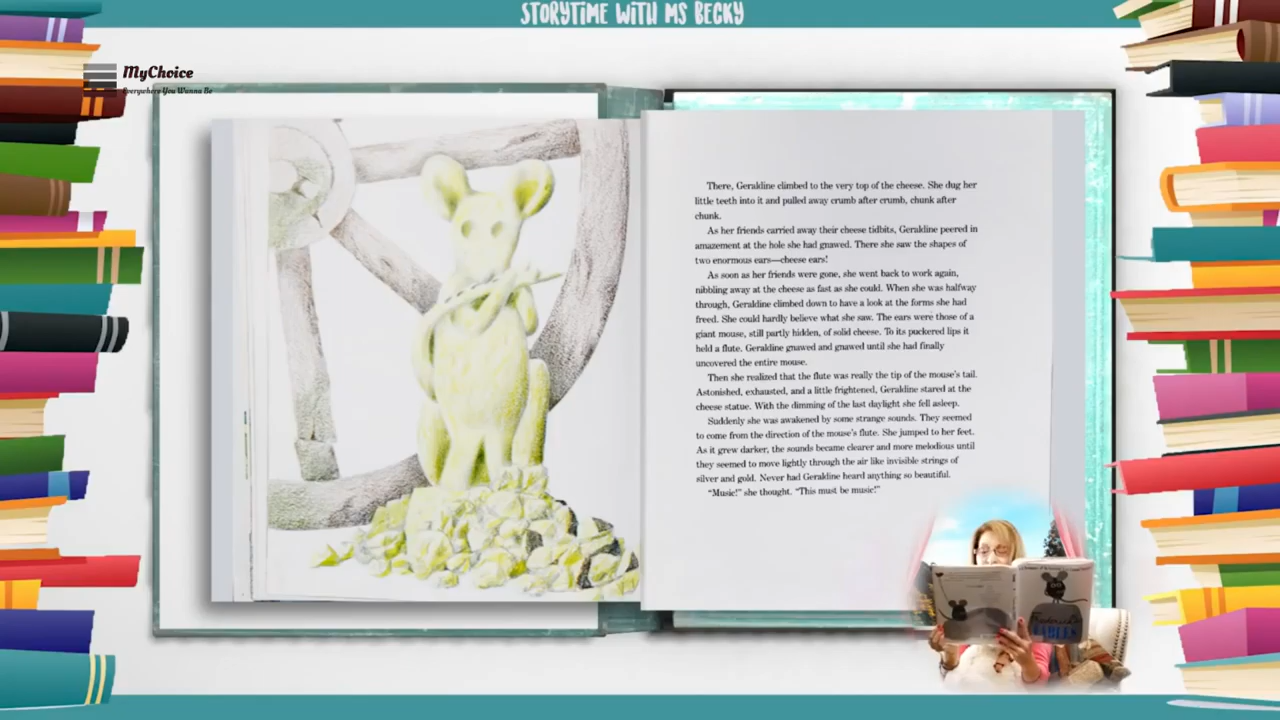 STORYTIME WITH MS BECKY
MyChoice
Everywhere You Wanna Be
There, Geraldine climbed to the very top of the cheese. She dug her
little teeth into it and pulled away crumb after crumb, chunk after
chunk.
As her friends carried away their cheese tidbits, Geraldine peered in
amazement at the hole she had gnawed. There she saw the shapes of
two enormous ears—cheese ears!
As soon as her friends were gone, she went back to work again,
nibbling away at the cheese as fast as she could. When she was halfway
through, Geraldine climbed down to have a look at the forms she had
freed. She could hardly believe what she saw. The ears were those of a
giant mouse, still partly hidden, of solid cheese. To its puckered lips it
held a flute. Geraldine gnawed and gnawed until she had finally
uncovered the entire mouse.
Then she realized that the flute was really the tip of the mouse's tail.
Astonished, exhausted, and a little frightened, Geraldine stared at the
cheese statue. With the dimming of the last daylight she fell asleep.
Suddenly she was awakened by some strange sounds. They seemed
to come from the direction of the mouse's flute. She jumped to her feet.
As it grew darker, the sounds became clearer and more melodious until
they seemed to move lightly through the air like invisible strings of
silver and gold. Never had Geraldine heard anything so beautiful.
"Music!" she thought. "This must be music!"
FABLES